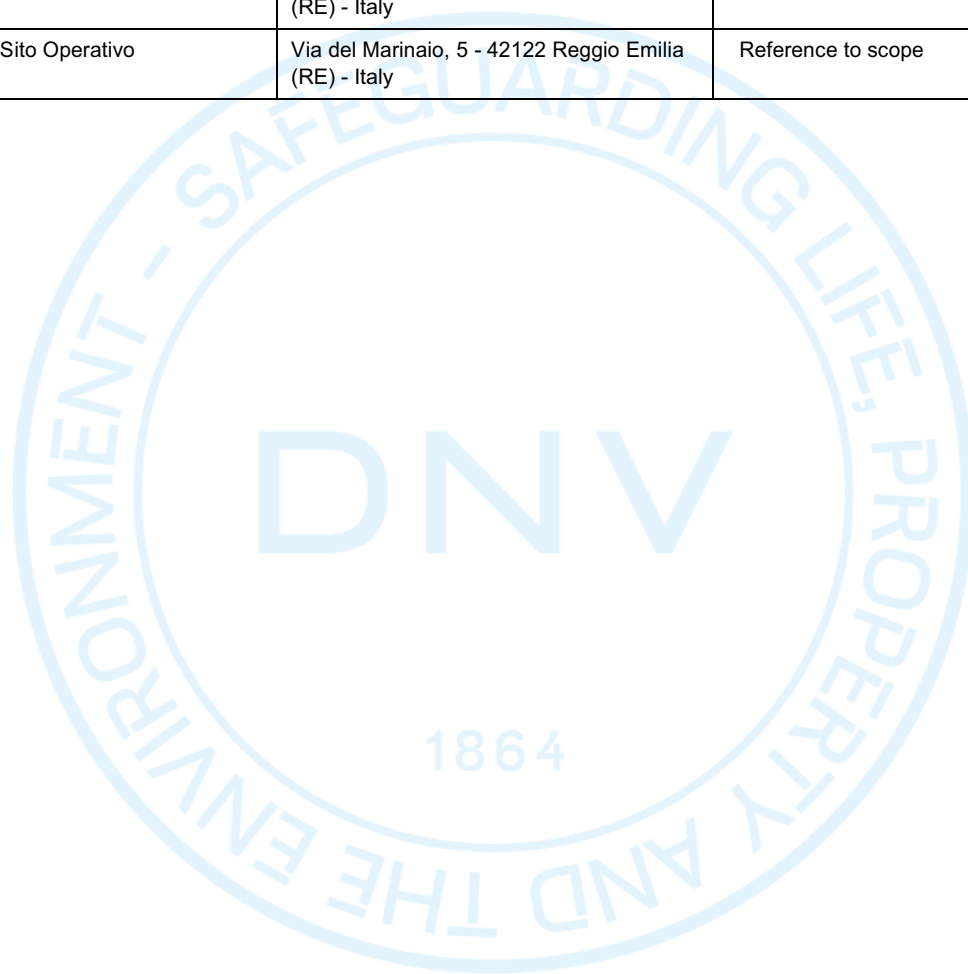 (RE) - Italy
Sito Operativo
Via del Marinaio, 5 - 42122 Reggio Emilia
(RE) - Italy
Reference to scope
SAFEGUARDING LIFE, PROPERTY AND THE ENVIRONMENT -
DNV
1864